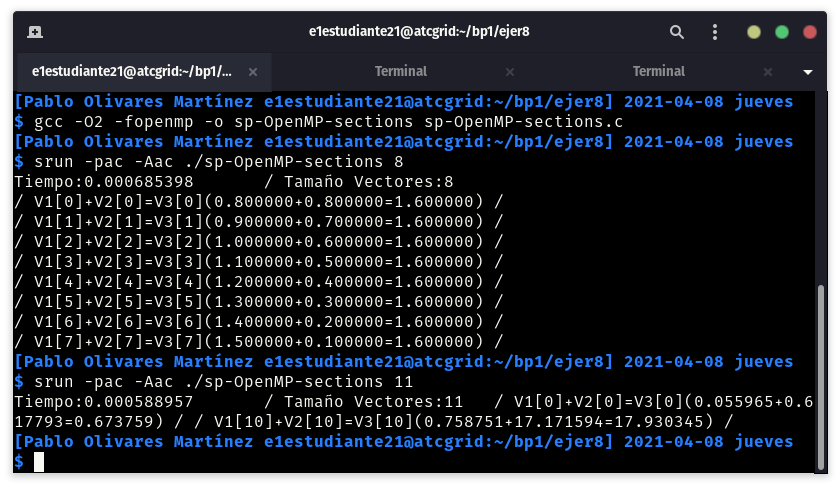 e1estudiante21@atcgrid:~/bp1/ejer8
e1estudiante21@atcgrid:~/bp1/... × Terminal × Terminal ×
[Pablo Olivares Martínez e1estudiante21@atcgrid:~/bp1/ejer8] 2021-04-08 jueves
$ gcc -O2 -fopenmp -o sp-OpenMP-sections sp-OpenMP-sections.c
[Pablo Olivares Martínez e1estudiante21@atcgrid:~/bp1/ejer8] 2021-04-08 jueves
$ srun -pac -Aac ./sp-OpenMP-sections 8
Tiempo:0.000685398       / Tamaño Vectores:8
/ V1[0]+V2[0]=V3[0](0.800000+0.800000=1.600000) /
/ V1[1]+V2[1]=V3[1](0.900000+0.700000=1.600000) /
/ V1[2]+V2[2]=V3[2](1.000000+0.600000=1.600000) /
/ V1[3]+V2[3]=V3[3](1.100000+0.500000=1.600000) /
/ V1[4]+V2[4]=V3[4](1.200000+0.400000=1.600000) /
/ V1[5]+V2[5]=V3[5](1.300000+0.300000=1.600000) /
/ V1[6]+V2[6]=V3[6](1.400000+0.200000=1.600000) /
/ V1[7]+V2[7]=V3[7](1.500000+0.100000=1.600000) /
[Pablo Olivares Martínez e1estudiante21@atcgrid:~/bp1/ejer8] 2021-04-08 jueves
$ srun -pac -Aac ./sp-OpenMP-sections 11
Tiempo:0.000588957       / Tamaño Vectores:11   / V1[0]+V2[0]=V3[0](0.055965+0.6
17793=0.673759) / / V1[10]+V2[10]=V3[10](0.758751+17.171594=17.930345) /
[Pablo Olivares Martínez e1estudiante21@atcgrid:~/bp1/ejer8] 2021-04-08 jueves
$